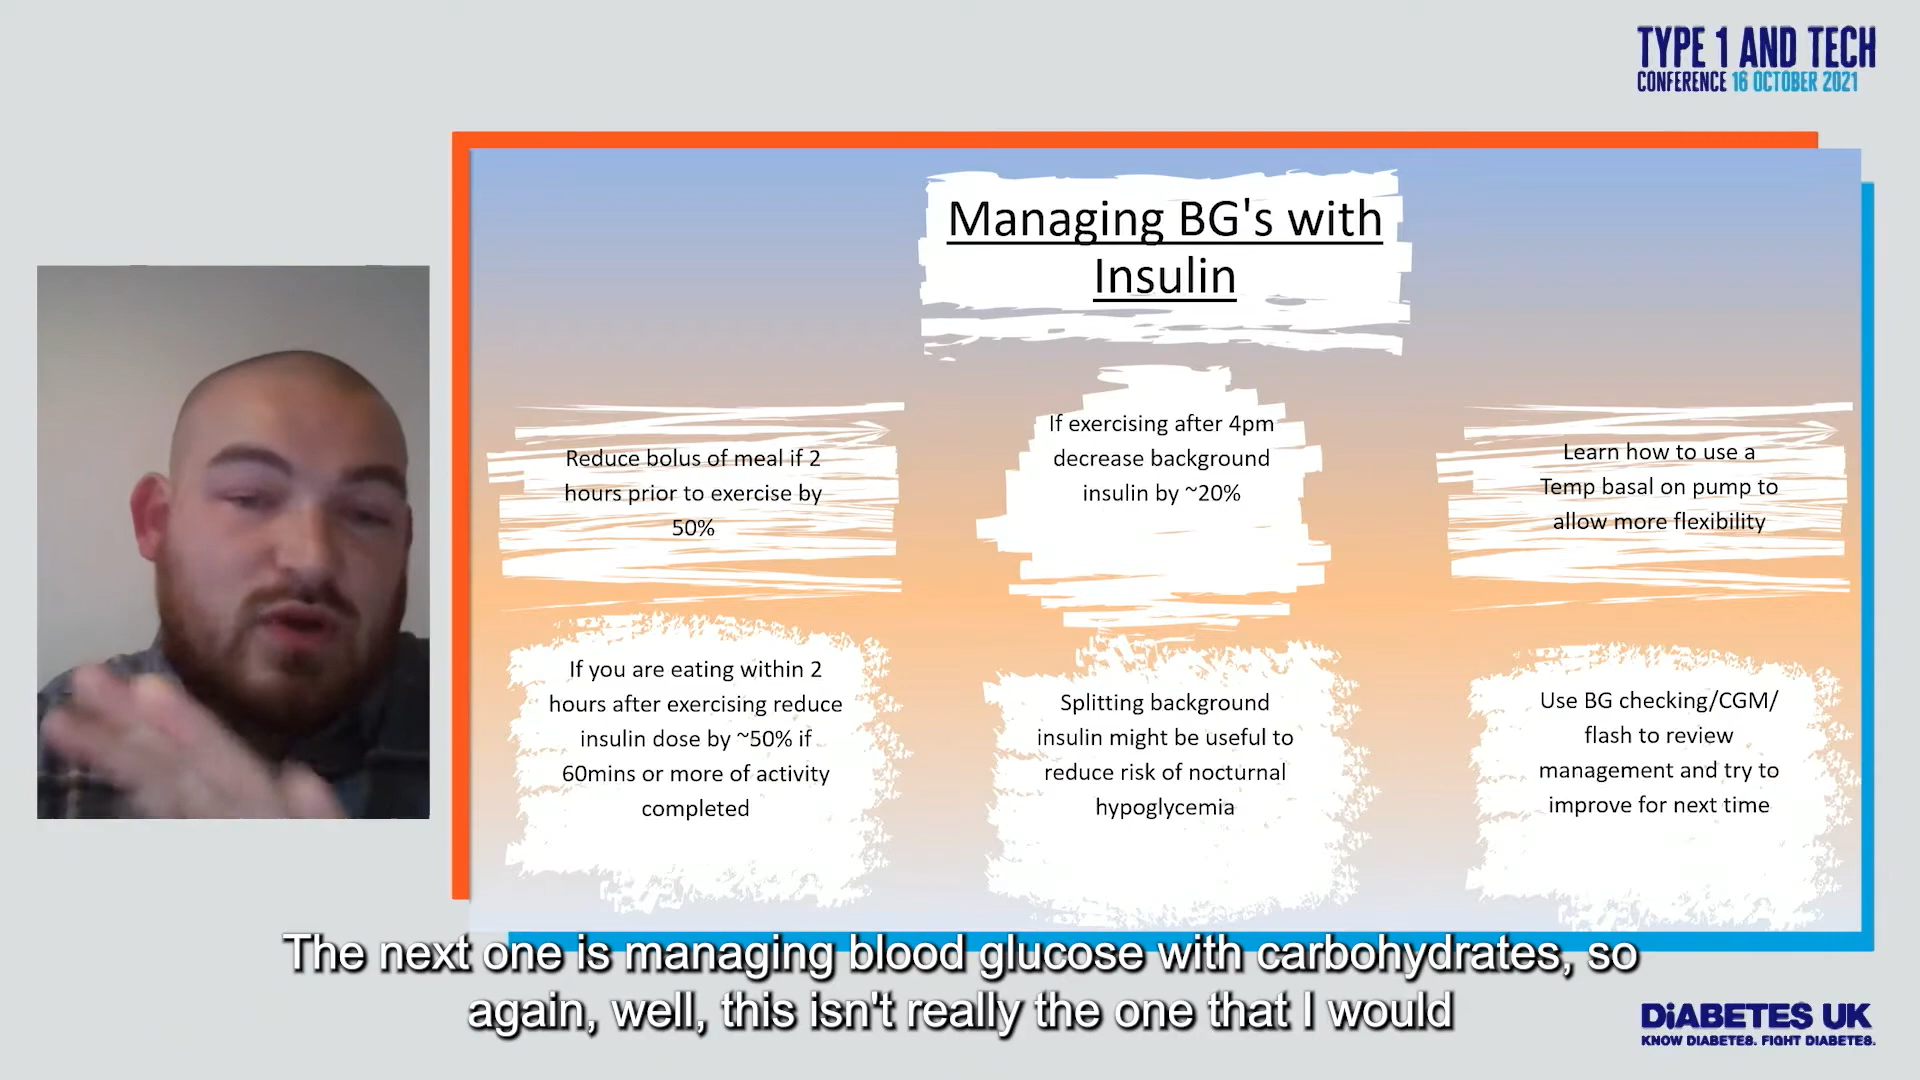 TYPE 1 AND TECH
CONFERENCE 16 OCTOBER 2021
Managing BG's with
Insulin
Reduce bolus of meal if 2
hours prior to exercise by
50%
If exercising after 4pm
decrease background
insulin by ~20%
Learn how to use a
Temp basal on pump to
allow more flexibility
If you are eating within 2
hours after exercising reduce
insulin dose by ~50% if
60mins or more of activity
completed
Splitting background
insulin might be useful to
reduce risk of nocturnal
hypoglycemia
Use BG checking/CGM/
flash to review
management and try to
improve for next time
The next one is managing blood glucose with carbohydrates, so
again, well, this isn't really the one that I would
DiABETES UK
KNOW DIABETES. FIGHT DIABETES.